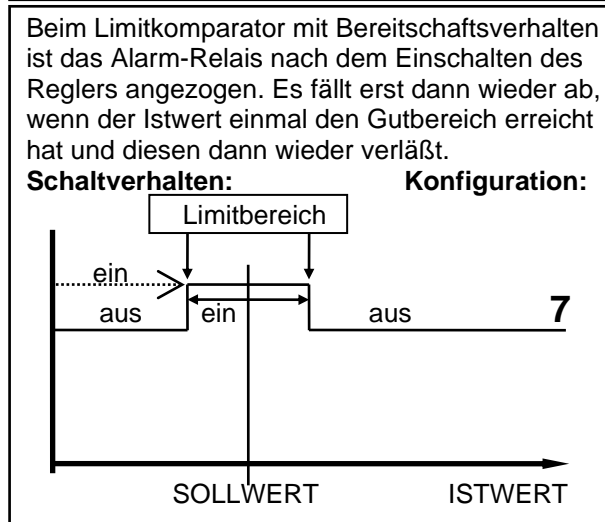 Beim Limitkomparator mit Bereitschaftsverhalten
ist das Alarm-Relais nach dem Einschalten des
Reglers angezogen. Es fällt erst dann wieder ab,
wenn der Istwert einmal den Gutbereich erreicht
hat und diesen dann wieder verläßt.
Schaltverhalten: Konfiguration:
Limitbereich
ein
aus ein aus 7
SOLLWERT ISTWERT